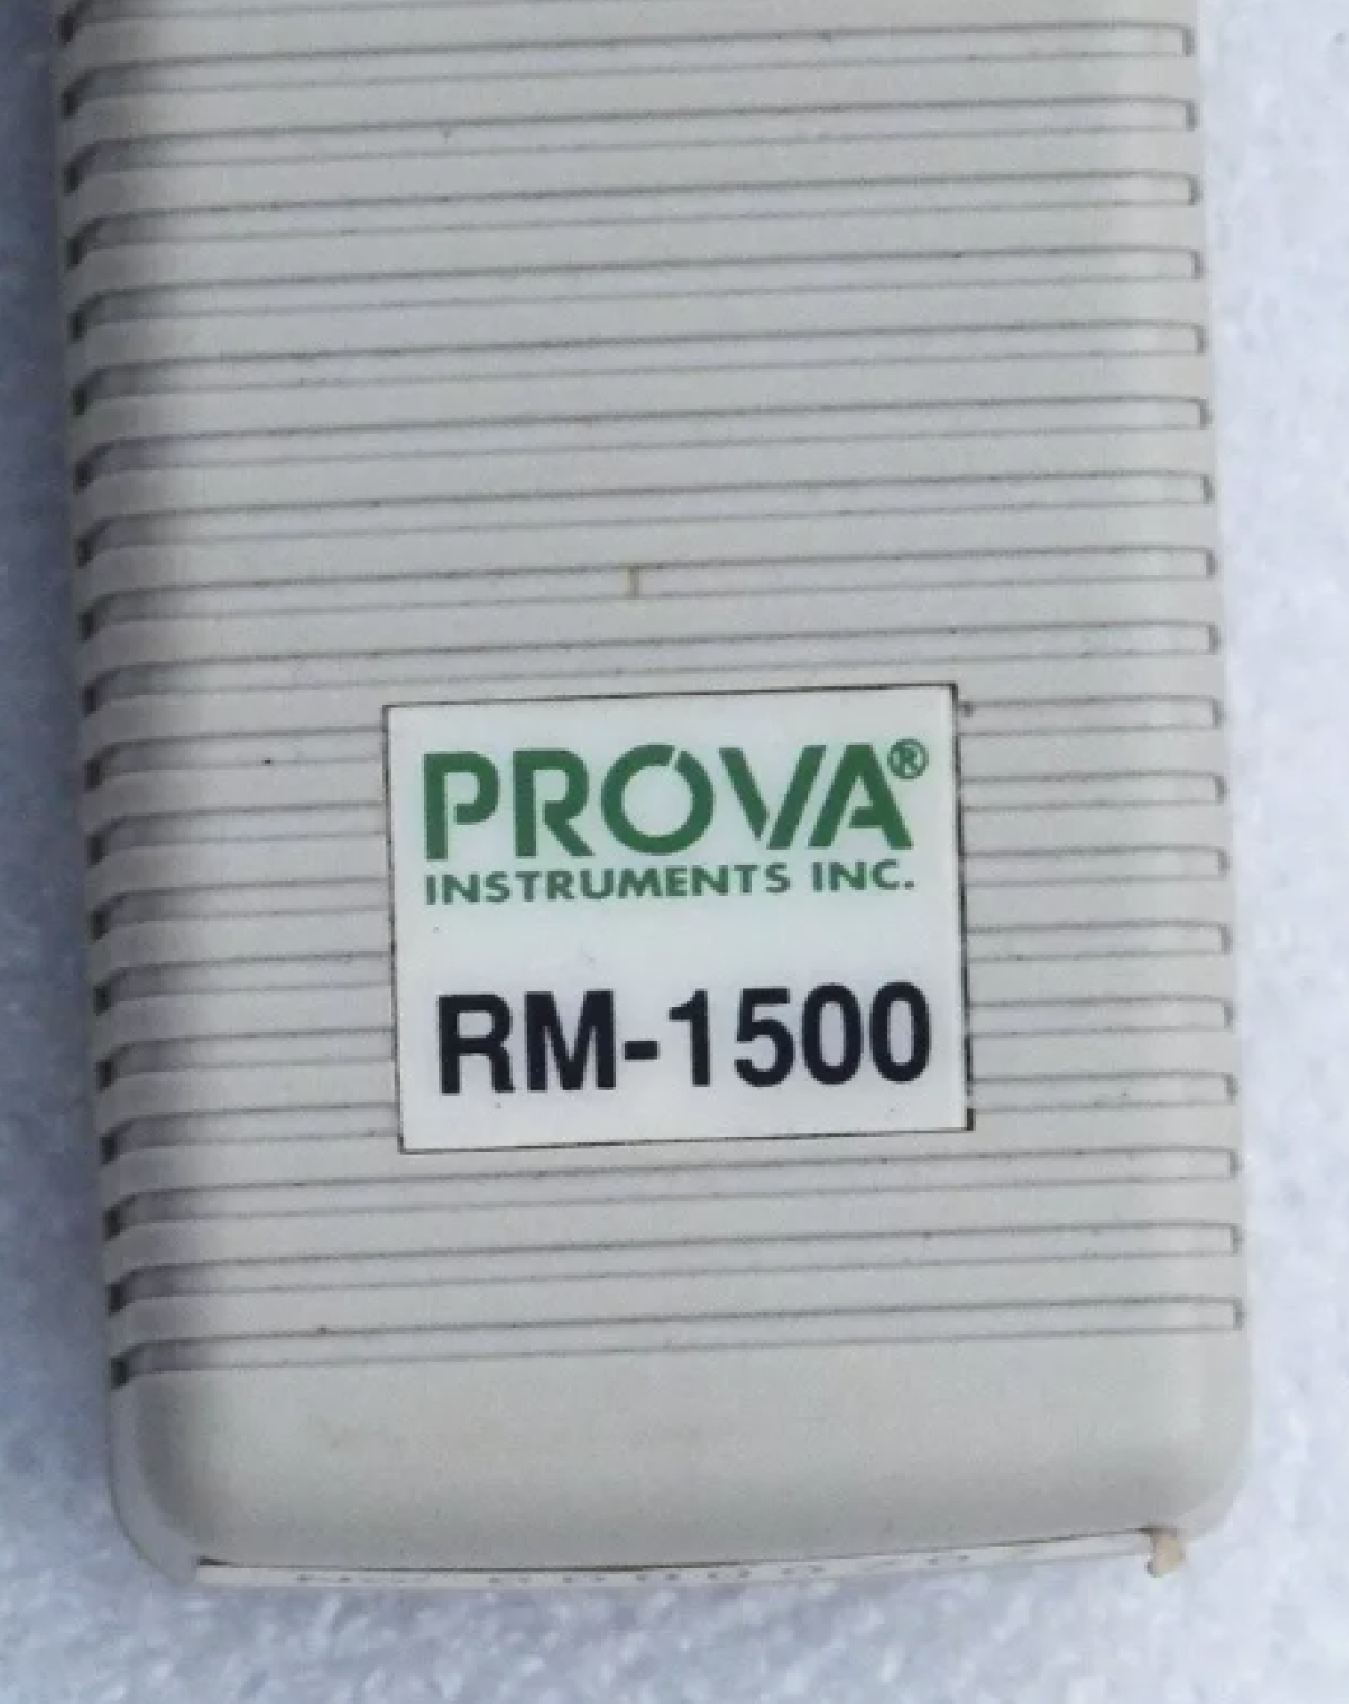 PROVA®
INSTRUMENTS INC.
RM-1500